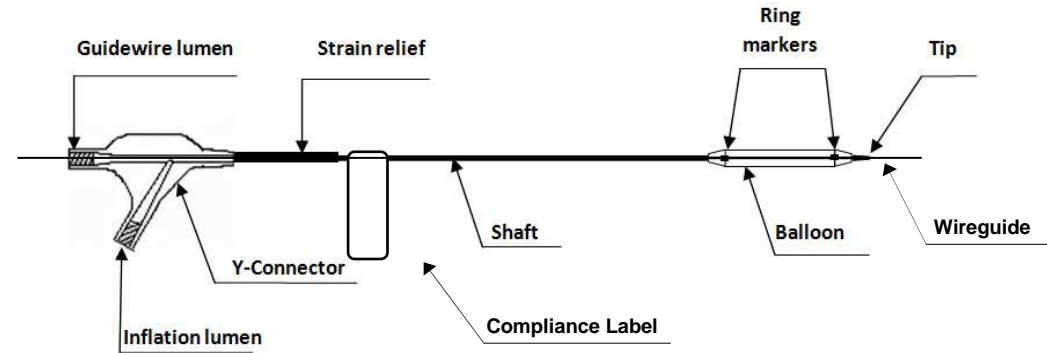 Ring
markers
Guidewire lumen
Strain relief
Tip
Shaft
Balloon
Wireguide
Y-Connector
Compliance Label
Inflation lumen